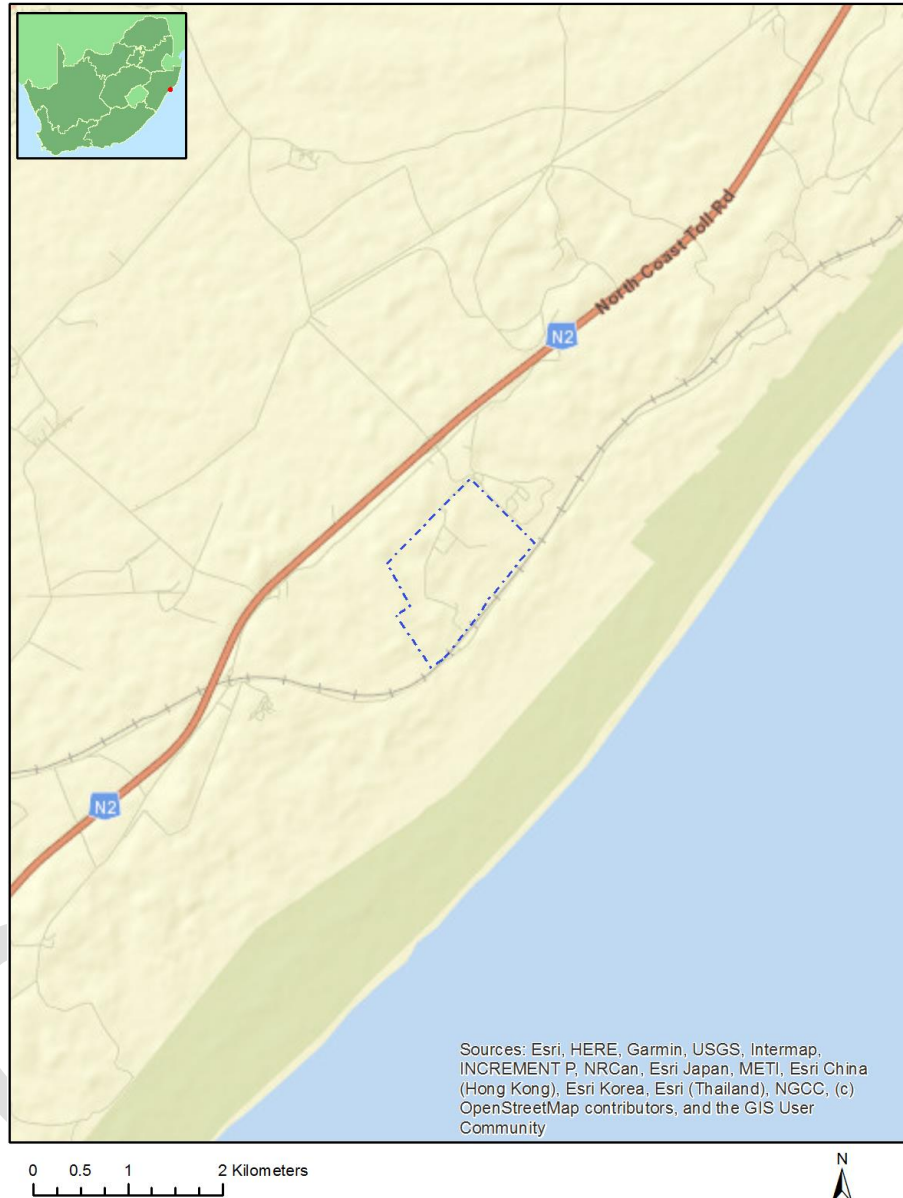 North Coast Toll Rd
N2
N2
Sources: Esri, HERE, Garmin, USGS, Intermap,
INCREMENT P, NRCan, Esri Japan, METI, Esri China
(Hong Kong), Esri Korea, Esri (Thailand), NGCC, (c)
OpenStreetMap contributors, and the GIS User
Community
0 0.5 1 2 Kilometers
N